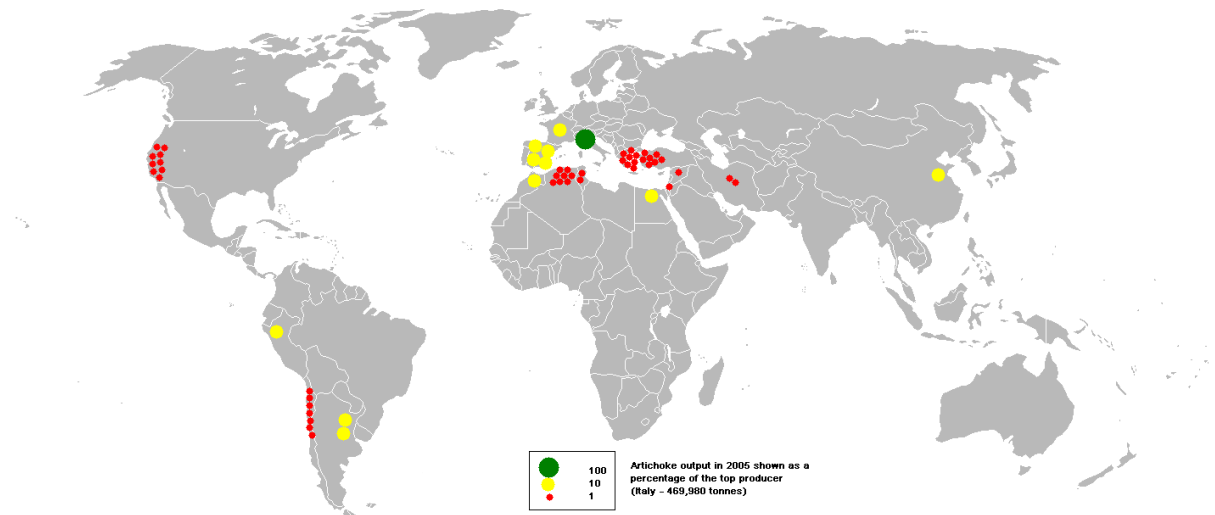 100
10
1
Artichoke output in 2005 shown as a
percentage of the top producer
(Italy - 469,980 tonnes)